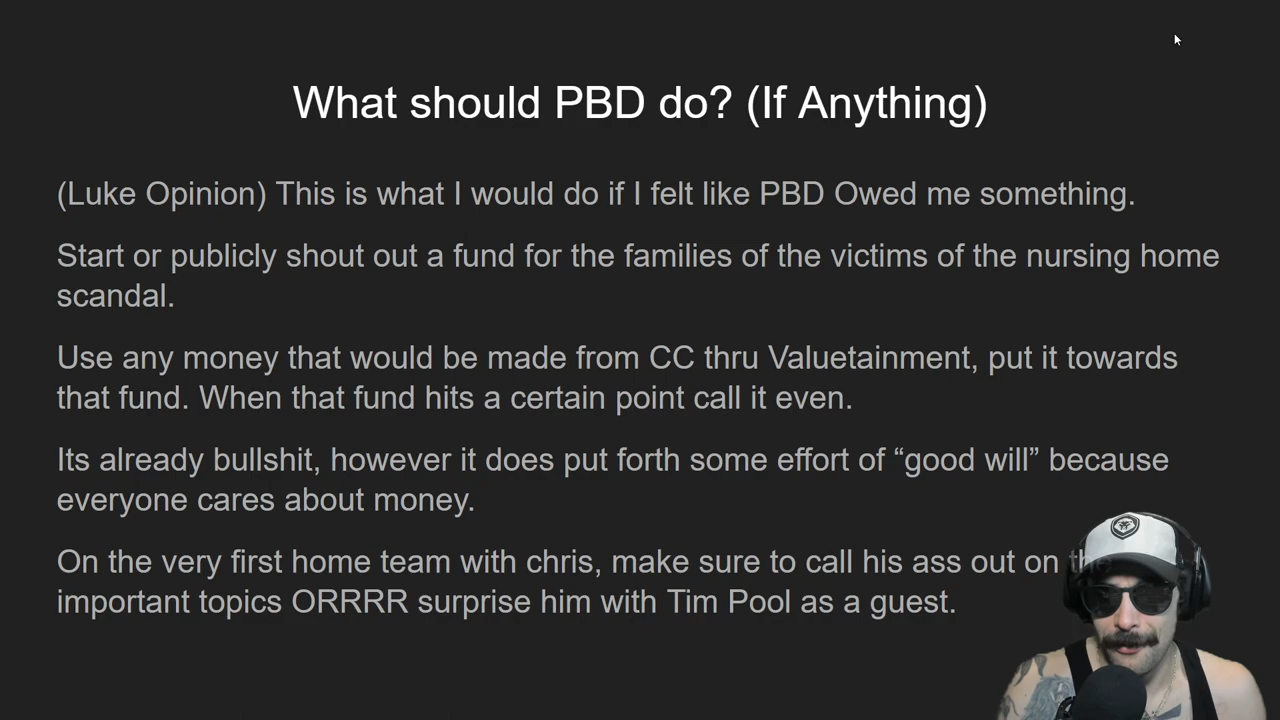 What should PBD do? (If Anything)
(Luke Opinion) This is what I would do if I felt like PBD Owed me something.
Start or publicly shout out a fund for the families of the victims of the nursing home
scandal.
Use any money that would be made from CC thru Valuetainment, put it towards
that fund. When that fund hits a certain point call it even.
Its already bullshit, however it does put forth some effort of “good will” because
everyone cares about money.
On the very first home team with chris, make sure to call his ass out on the
important topics ORRRR surprise him with Tim Pool as a guest.